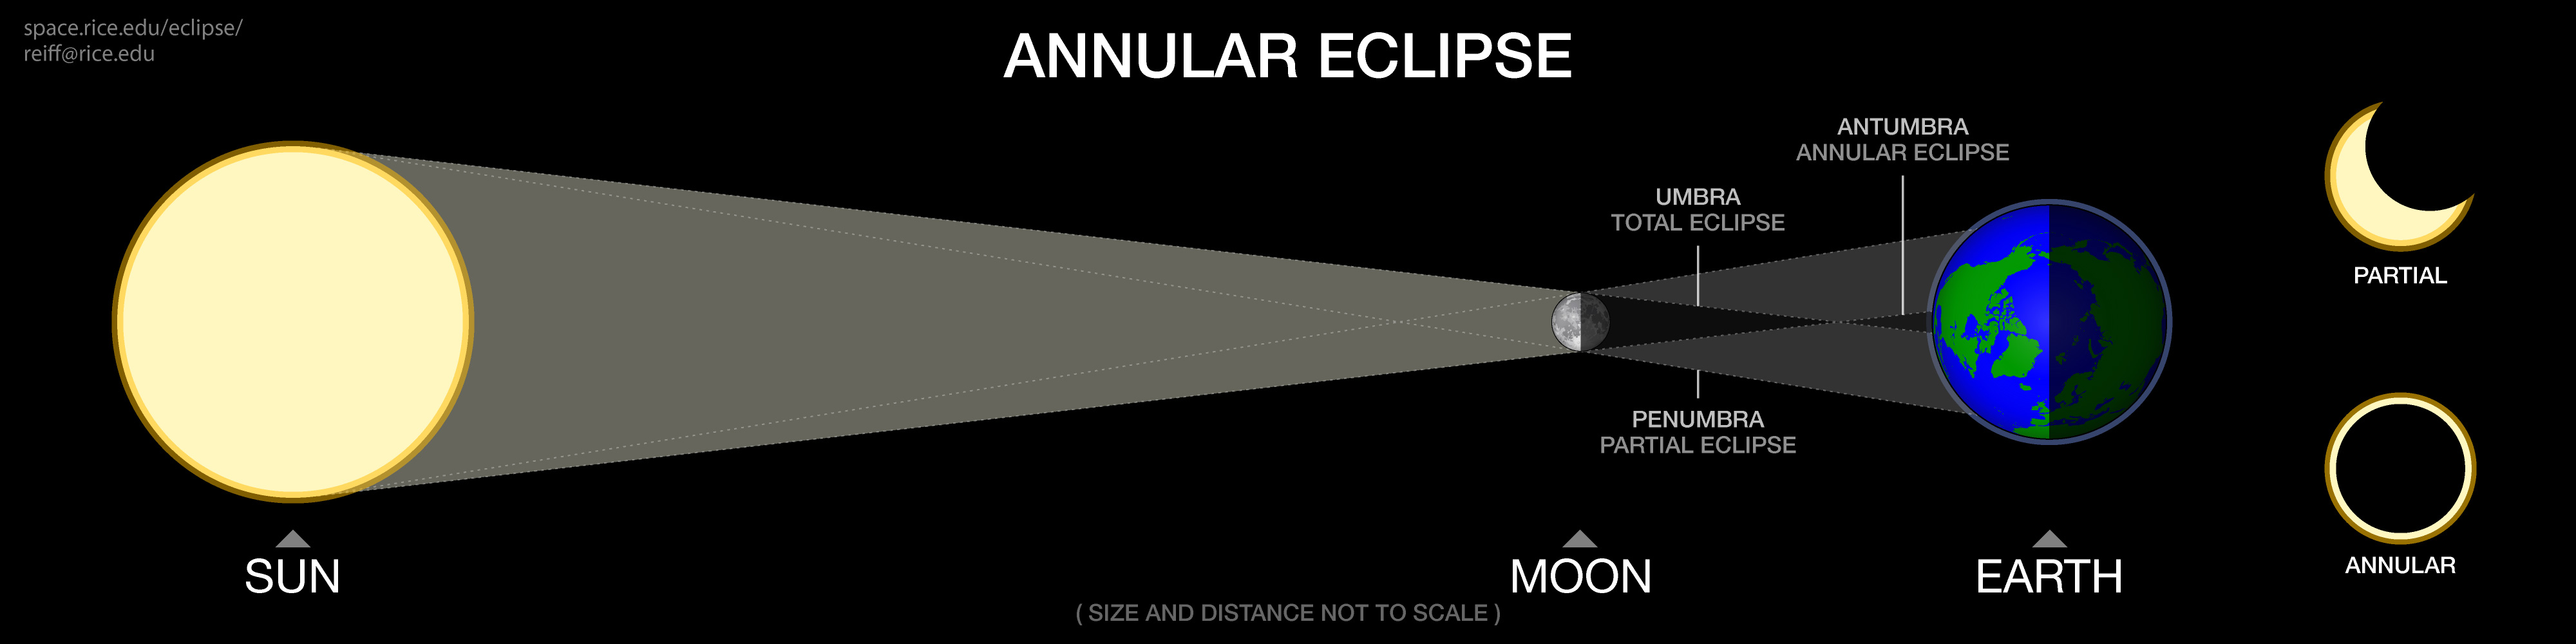 space.rice.edu/eclipse/
reiff@rice.edu
ANNULAR ECLIPSE
ANTUMBRA
ANNULAR ECLIPSE
UMBRA
TOTAL ECLIPSE
PENUMBRA
PARTIAL ECLIPSE
PARTIAL
ANNULAR
SUN
MOON
EARTH
( SIZE AND DISTANCE NOT TO SCALE )